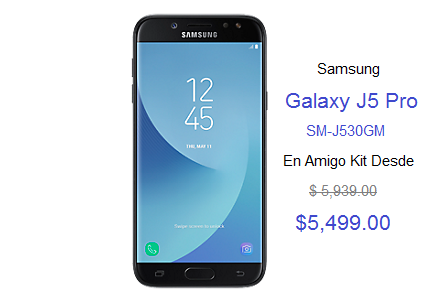 SAMSUNG
12
45
THU, MAY 11
Swipe screen to unlock
Samsung
Galaxy J5 Pro
SM-J530GM
En Amigo Kit Desde
$ 5,939.00
$5,499.00